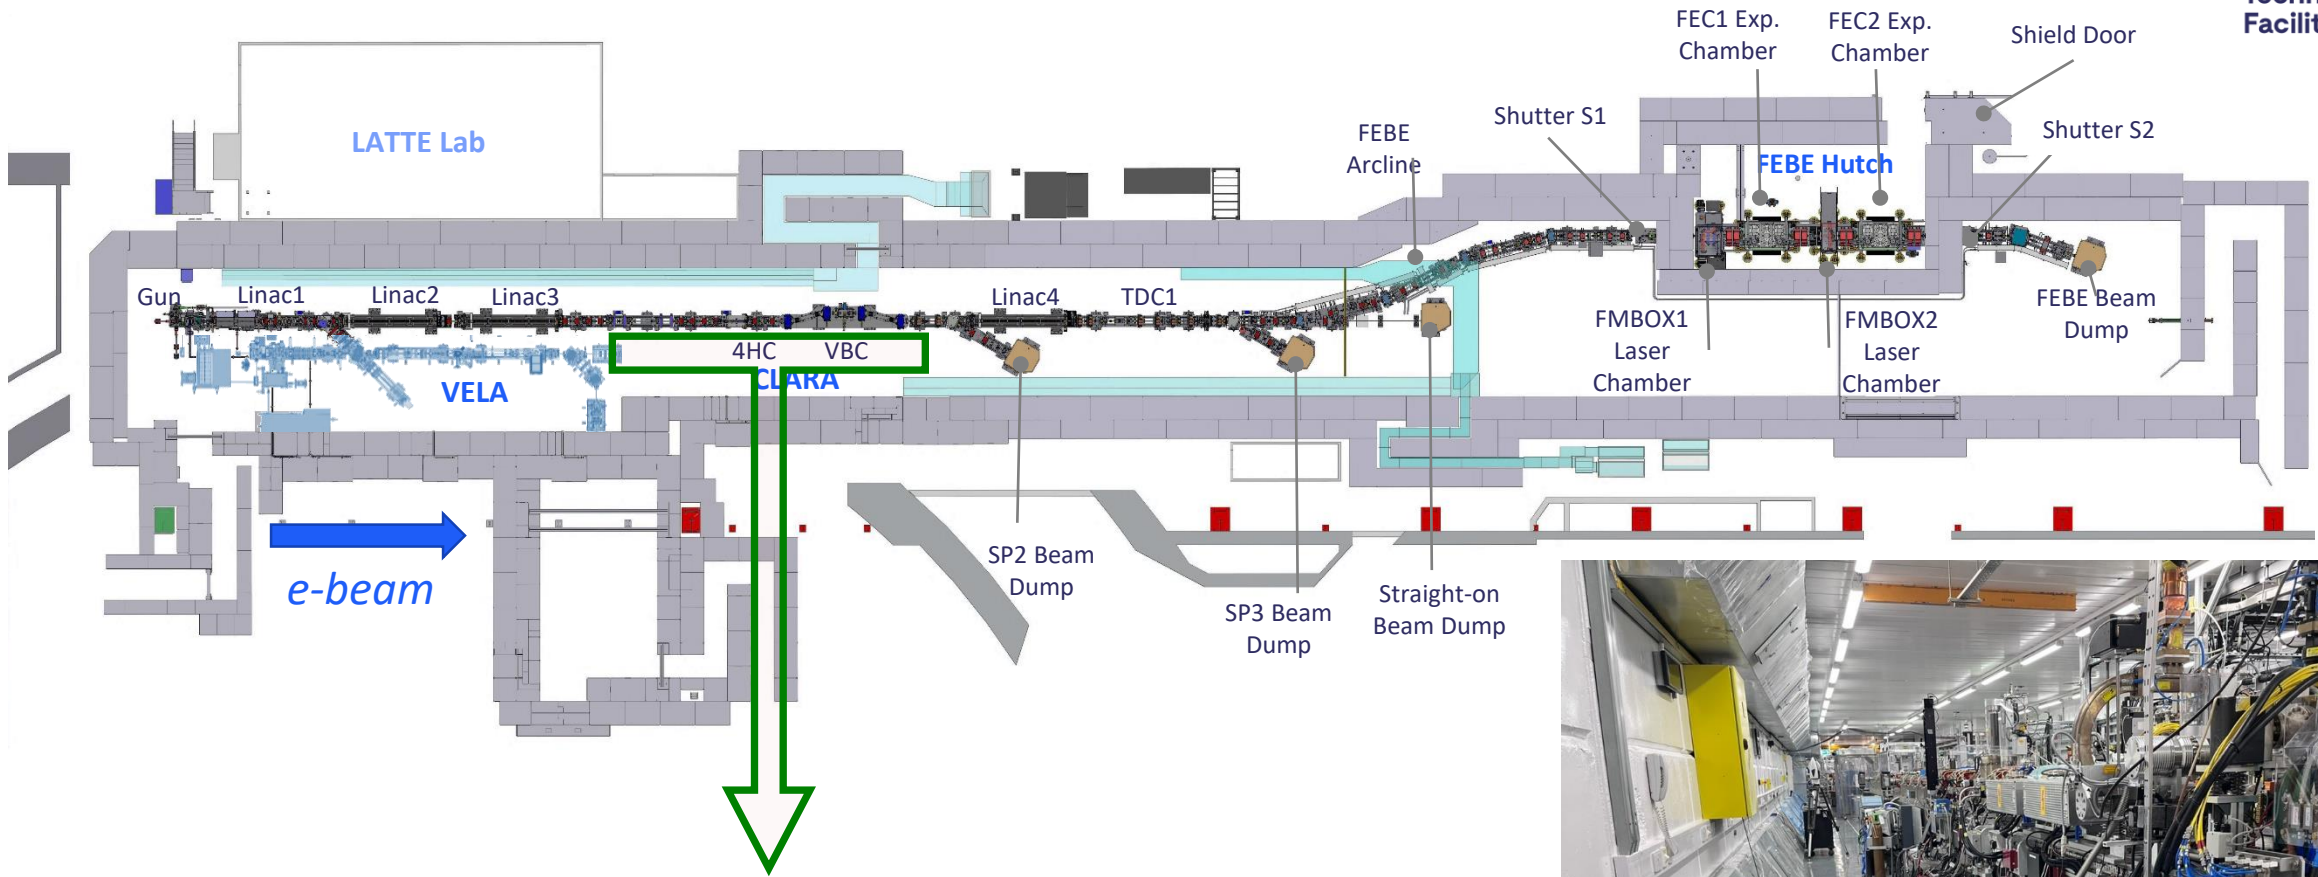 Facilit
FEC1 Exp.
Chamber
FEC2 Exp.
Chamber
Shield Door
Shutter S1
FEBE
Arcline
Shutter S2
LATTE Lab
FEBE Hutch
Gun
Linac1
Linac2
Linac3
Linac4
TDC1
FMBOX1
Laser
Chamber
FMBOX2
Laser
Chamber
FEBE Beam
Dump
4HC
VBC
CLARA
VELA
e-beam
SP2 Beam
Dump
SP3 Beam
Dump
Straight-on
Beam Dump